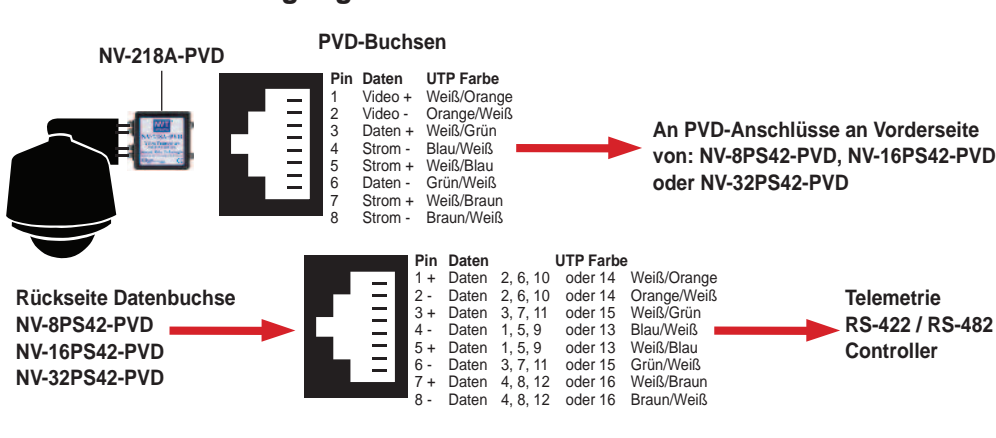 PVD-Buchsen
NV-218A-PVD
Pin Daten UTP Farbe
1 Video + Weiß/Orange
2 Video - Orange/Weiß
3 Daten + Weiß/Grün
4 Strom - Blau/Weiß
5 Strom + Weiß/Blau
6 Daten - Grün/Weiß
7 Strom + Weiß/Braun
8 Strom - Braun/Weiß
An PVD-Anschlüsse an Vorderseite
von: NV-8PS42-PVD, NV-16PS42-PVD
oder NV-32PS42-PVD
Rückseite Datenbuchse
NV-8PS42-PVD
NV-16PS42-PVD
NV-32PS42-PVD
Pin Daten UTP Farbe
1 + Daten 2, 6, 10 oder 14 Weiß/Orange
2 - Daten 2, 6, 10 oder 14 Orange/Weiß
3 + Daten 3, 7, 11 oder 15 Weiß/Grün
4 - Daten 1, 5, 9 oder 13 Blau/Weiß
5 + Daten 1, 5, 9 oder 13 Weiß/Blau
6 - Daten 3, 7, 11 oder 15 Grün/Weiß
7 + Daten 4, 8, 12 oder 16 Weiß/Braun
8 - Daten 4, 8, 12 oder 16 Braun/Weiß
Telemetrie
RS-422 / RS-482
Controller